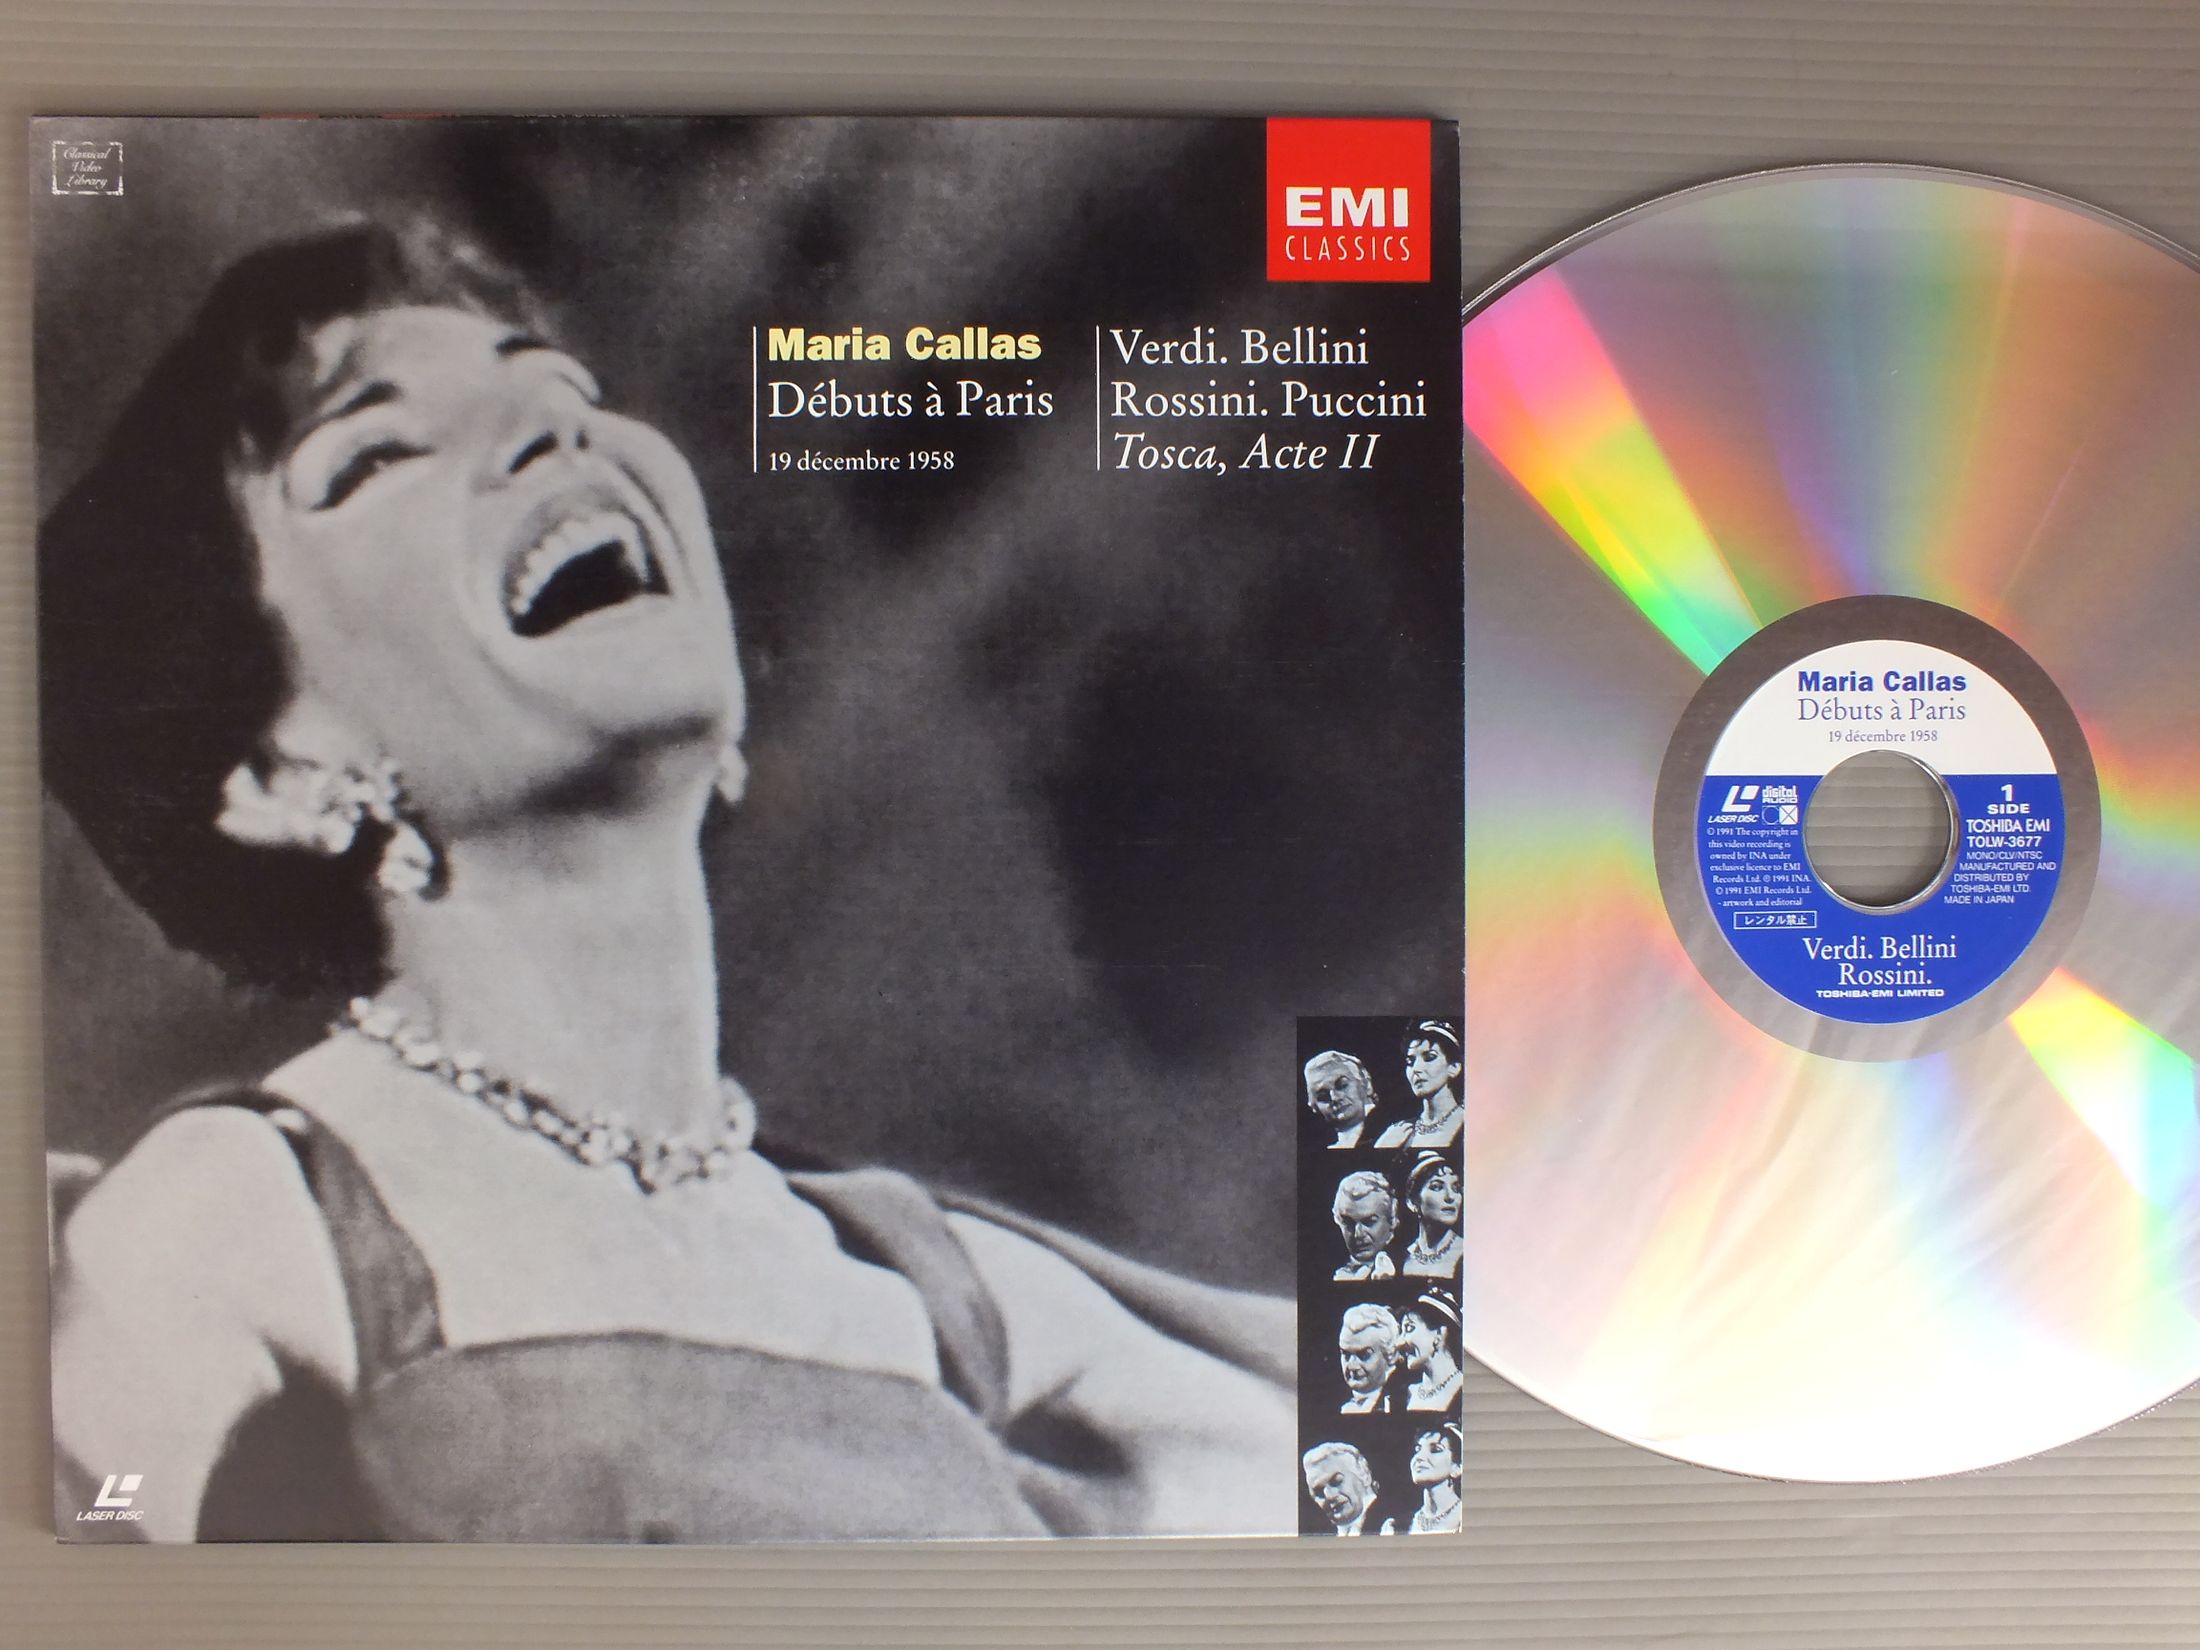 Classical
Video
Library
EMI
CLASSICS
Maria Callas
Débuts à Paris
19 décembre 1958
Verdi. Bellini
Rossini. Puccini
Tosca, Acte II
LASER DISC
Maria Callas
Débuts à Paris
19 décembre 1958
LASER DISC
digital
AUDIO
© 1991 The copyright in
this video recording is
owned by INA under
exclusive licence to EMI
Records Ltd. ℗ 1991 INA.
© 1991 EMI Records Ltd.
- artwork and editorial
レンタル禁止
1
SIDE
TOSHIBA EMI
TOLW-3677
MONO/CLV/NTSC
MANUFACTURED AND
DISTRIBUTED BY
TOSHIBA-EMI LTD.
MADE IN JAPAN
Verdi. Bellini
Rossini.
TOSHIBA-EMI LIMITED